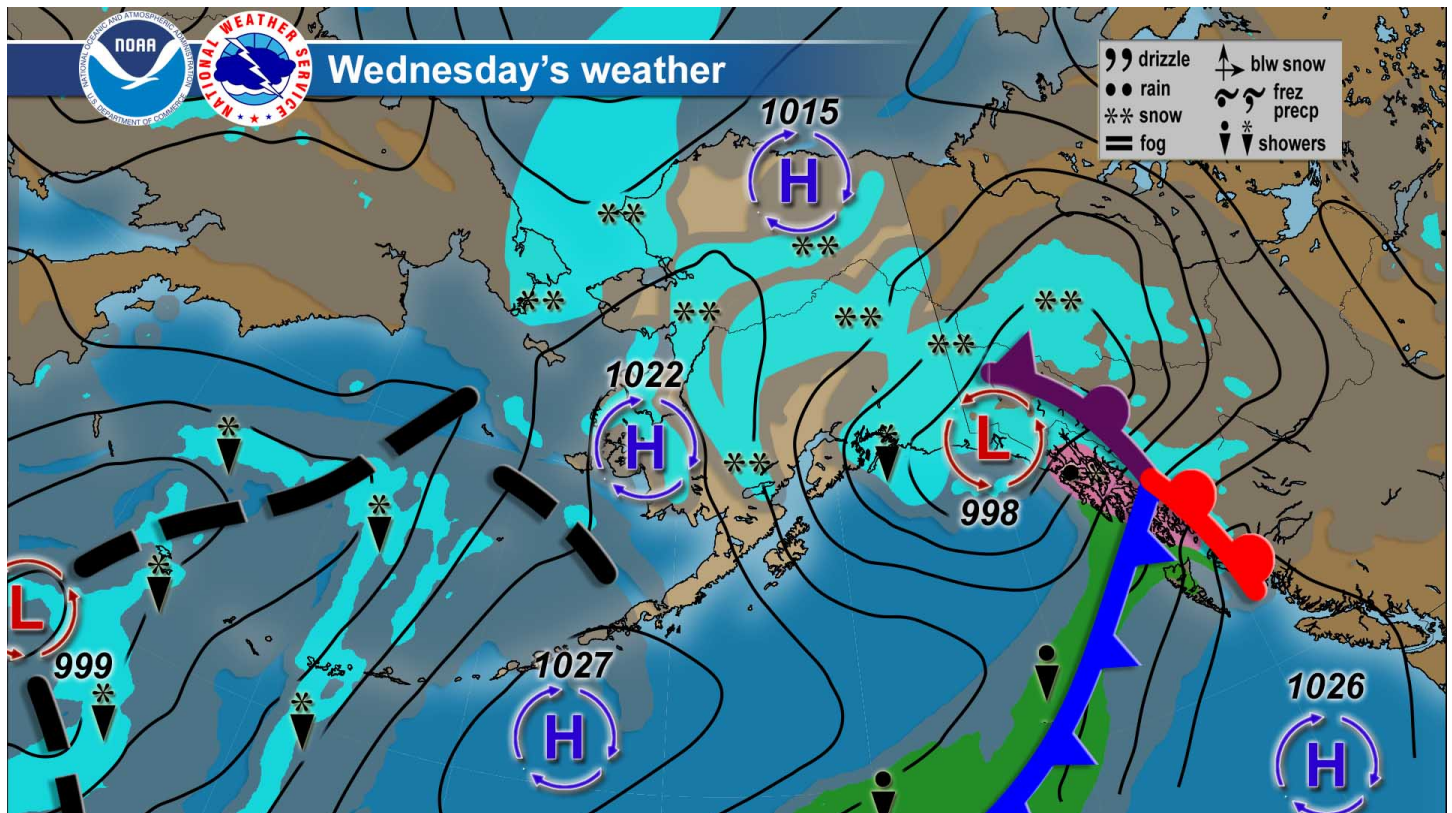 NATIONAL OCEANIC AND ATMOSPHERIC ADMINISTRATION
NOAA
U.S. DEPARTMENT OF COMMERCE
NATIONAL WEATHER SERVICE
Wednesday's weather
drizzle
rain
snow
fog
blw snow
frez
precp
showers
1015
H
1022
H
L
998
L
999
1027
H
1026
H